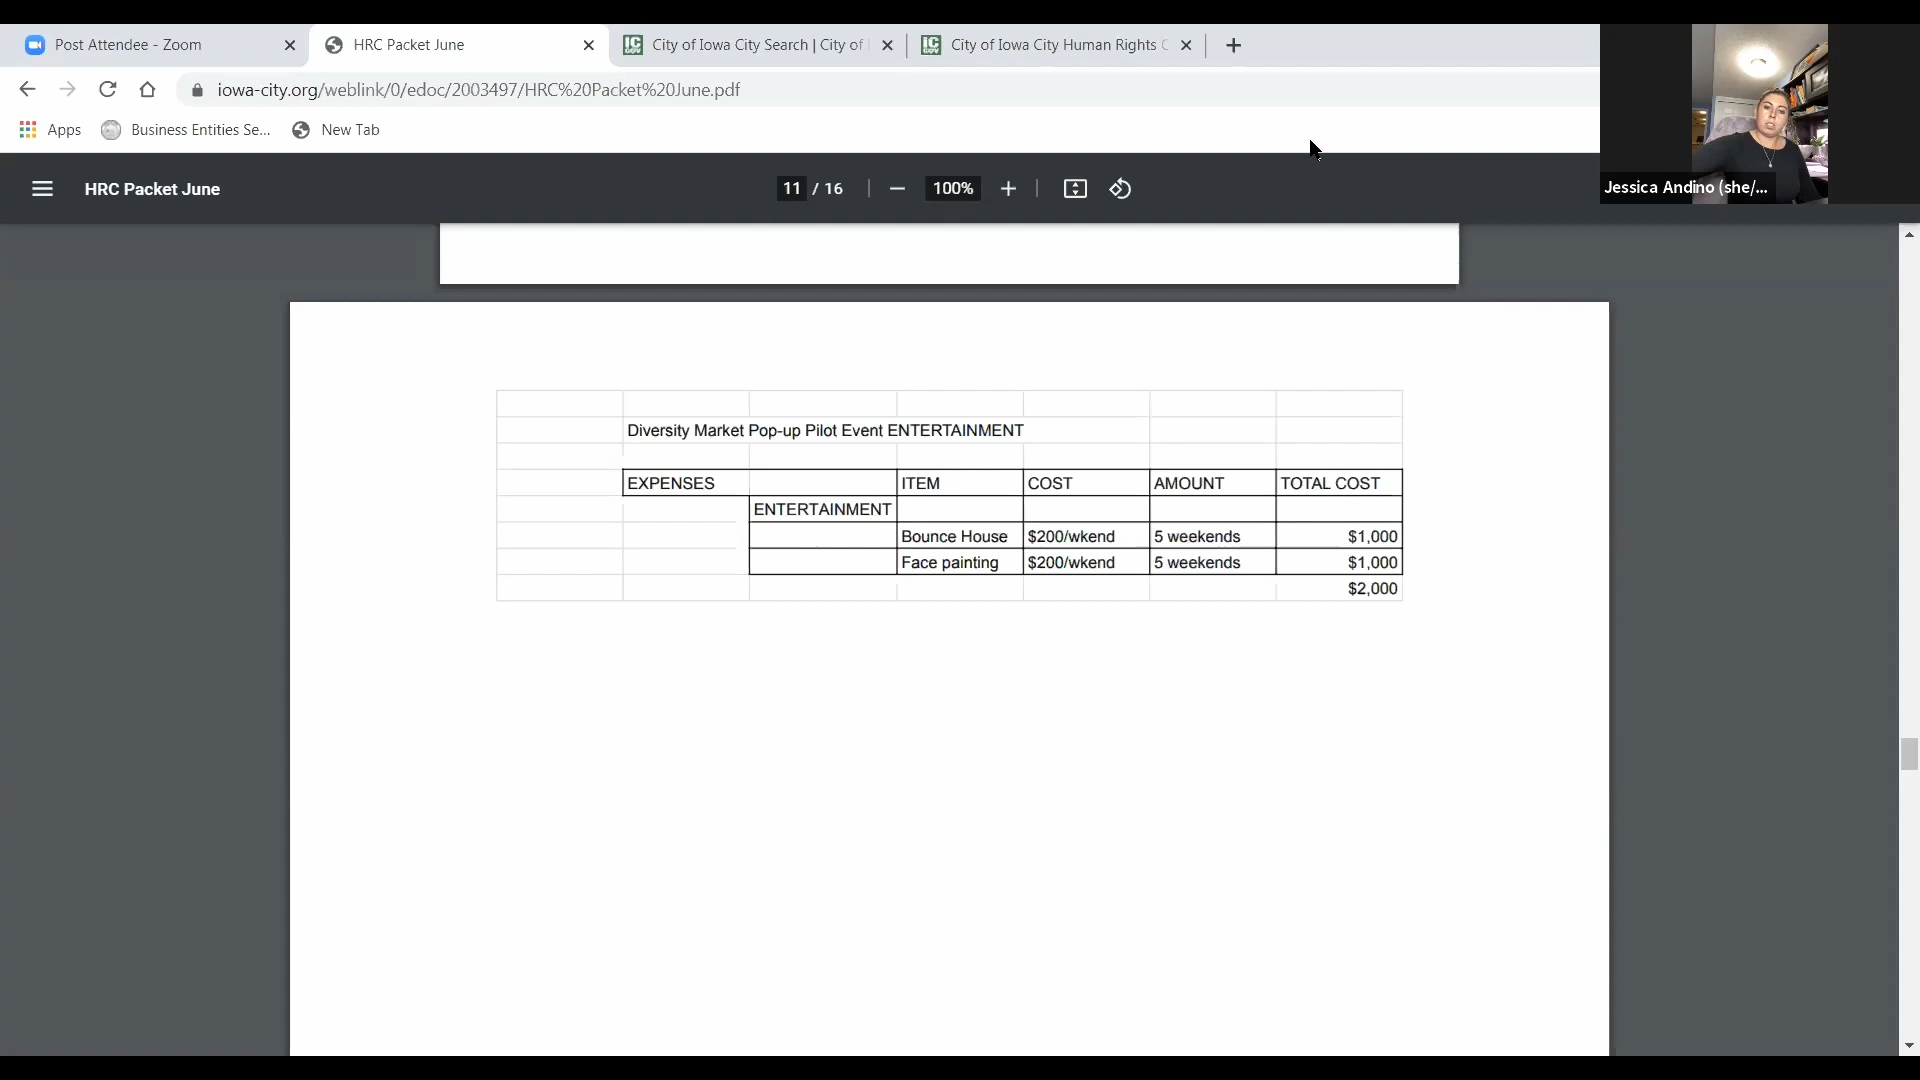 Post Attendee - Zoom
HRC Packet June
City of Iowa City Search | City of
City of Iowa City Human Rights
iowa-city.org/weblink/0/edoc/2003497/HRC%20Packet%20June.pdf
Apps
Business Entities Se...
New Tab
HRC Packet June
11 / 16
100%
Jessica Andino (she/...
Diversity Market Pop-up Pilot Event ENTERTAINMENT
EXPENSES ITEM COST AMOUNT TOTAL COST
ENTERTAINMENT
Bounce House $200/wkend 5 weekends $1,000
Face painting $200/wkend 5 weekends $1,000
$2,000